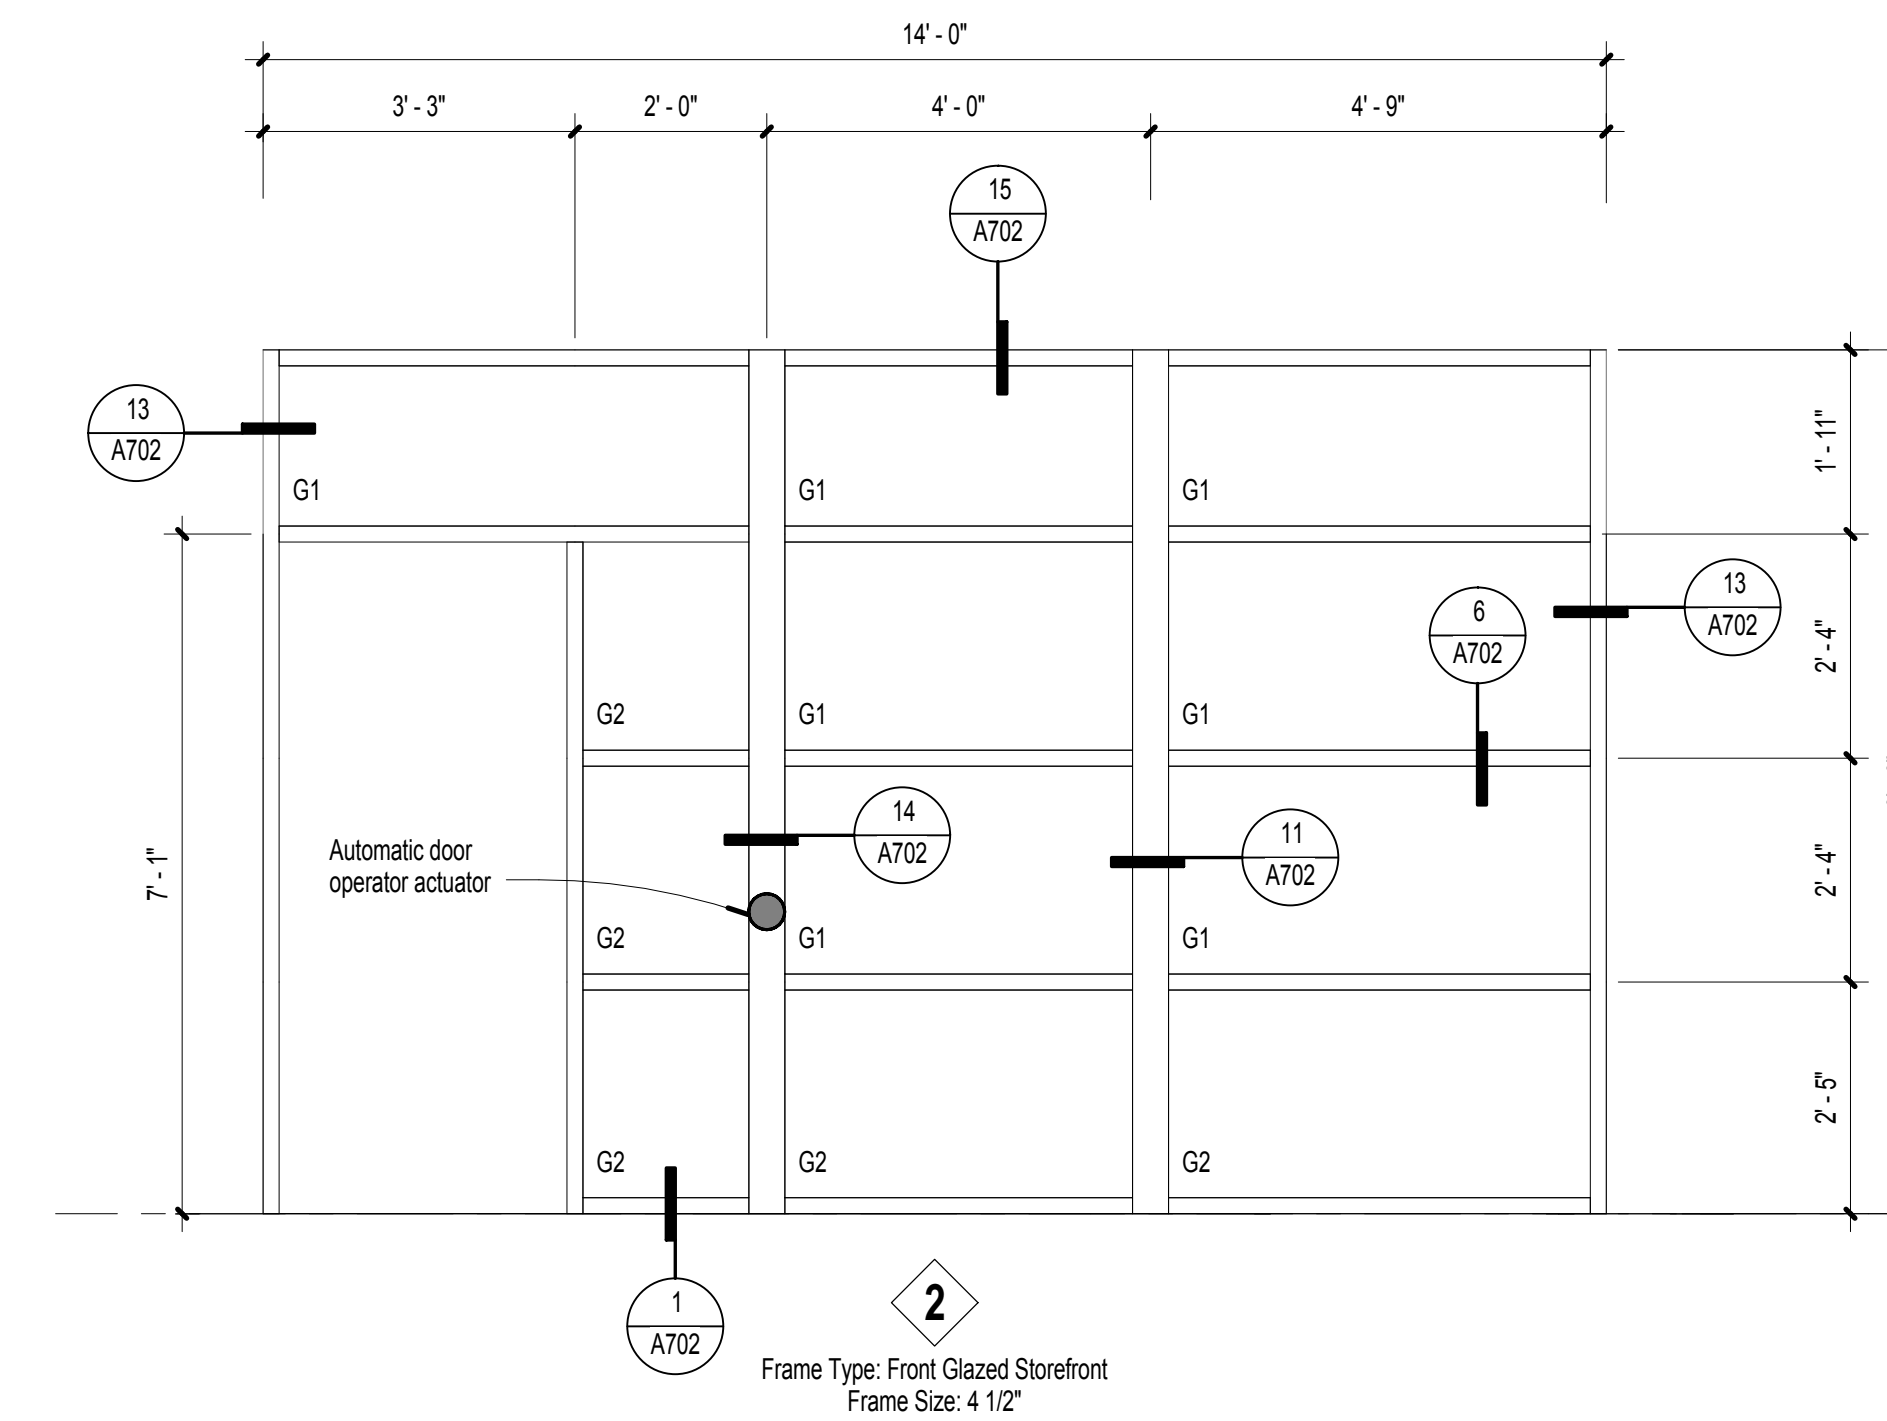 14' - 0"
3' - 3"
2' - 0"
4' - 0"
4' - 9"
15
A702
13
A702
1' - 11"
G1
G1
G1
13
A702
6
A702
2' - 4"
G2
G1
G1
14
A702
11
A702
Automatic door
operator actuator
7' - 1"
2' - 4"
G2
G1
G1
2' - 5"
G2
G2
G2
1
A702
2
Frame Type: Front Glazed Storefront
Frame Size: 4 1/2"